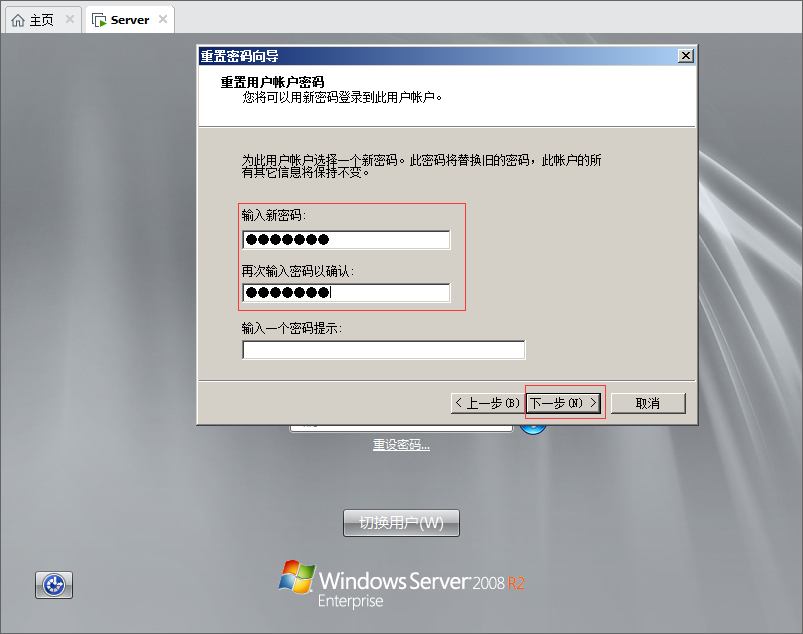 主页
Server
重置密码向导
重置用户帐户密码
您将可以用新密码登录到此用户帐户。
为此用户帐户选择一个新密码。此密码将替换旧的密码，此帐户的所
有其它信息将保持不变。
输入新密码:
●●●●●●●
再次输入密码以确认:
●●●●●●●
输入一个密码提示:
< 上一步(B)
下一步(N) >
取消
重设密码...
切换用户(W)
Windows Server 2008 R2
Enterprise